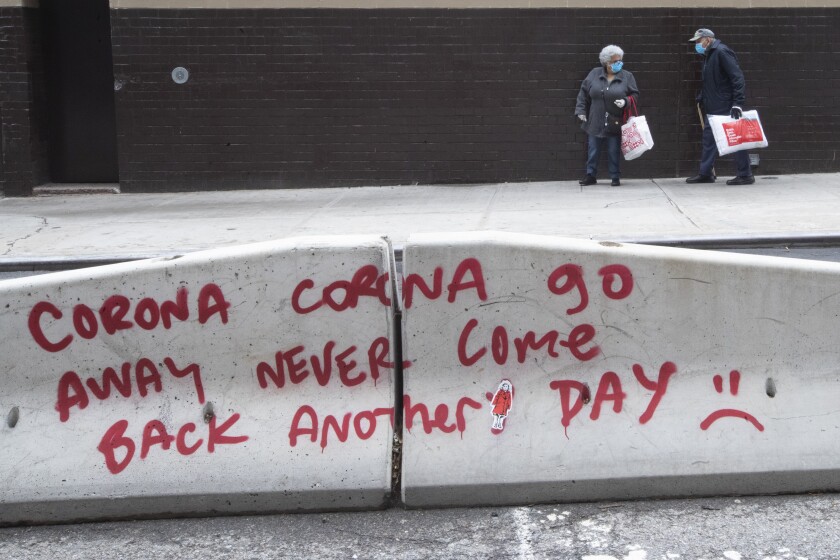 CORONA CORONA go
AWAY NEVER Come
BACK ANOTHer DAY